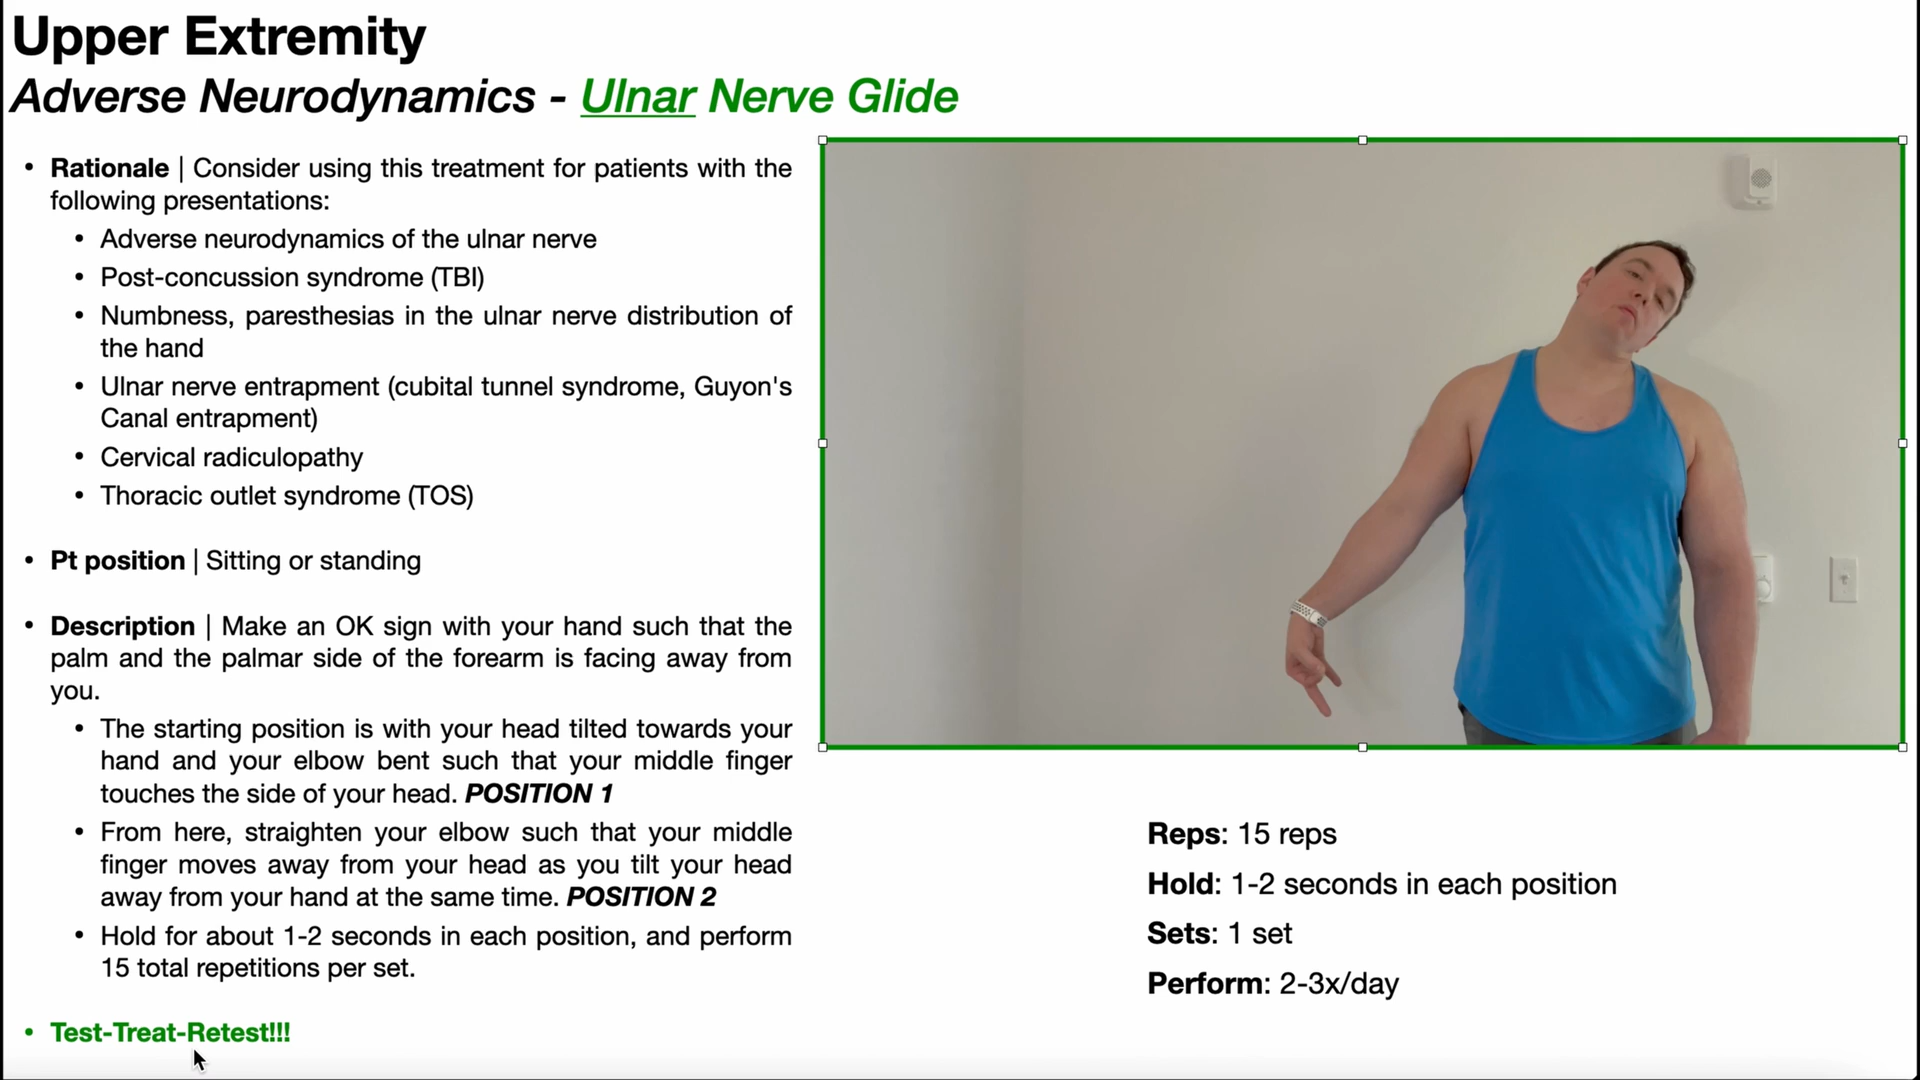 Upper Extremity
Adverse Neurodynamics - Ulnar Nerve Glide
• Rationale | Consider using this treatment for patients with the
following presentations:
• Adverse neurodynamics of the ulnar nerve
• Post-concussion syndrome (TBI)
• Numbness, paresthesias in the ulnar nerve distribution of
the hand
• Ulnar nerve entrapment (cubital tunnel syndrome, Guyon's
Canal entrapment)
• Cervical radiculopathy
• Thoracic outlet syndrome (TOS)
• Pt position | Sitting or standing
• Description | Make an OK sign with your hand such that the
palm and the palmar side of the forearm is facing away from
you.
• The starting position is with your head tilted towards your
hand and your elbow bent such that your middle finger
touches the side of your head. POSITION 1
• From here, straighten your elbow such that your middle
finger moves away from your head as you tilt your head
away from your hand at the same time. POSITION 2
• Hold for about 1-2 seconds in each position, and perform
15 total repetitions per set.
• Test-Treat-Retest!!!
Reps: 15 reps
Hold: 1-2 seconds in each position
Sets: 1 set
Perform: 2-3x/day